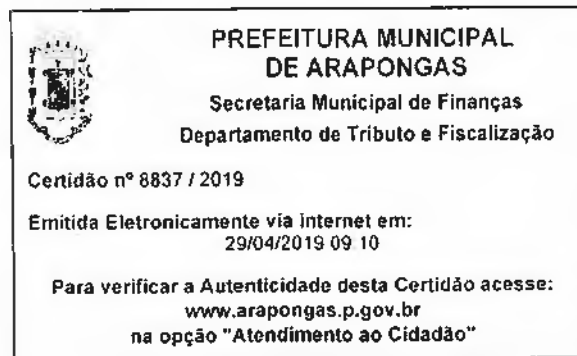 PREFEITURA MUNICIPAL
DE ARAPONGAS
Secretaria Municipal de Finanças
Departamento de Tributo e Fiscalização
Certidão nº 8837 / 2019
Emitida Eletronicamente via internet em:
29/04/2019 09:10
Para verificar a Autenticidade desta Certidão acesse:
www.arapongas.p.gov.br
na opção "Atendimento ao Cidadão"